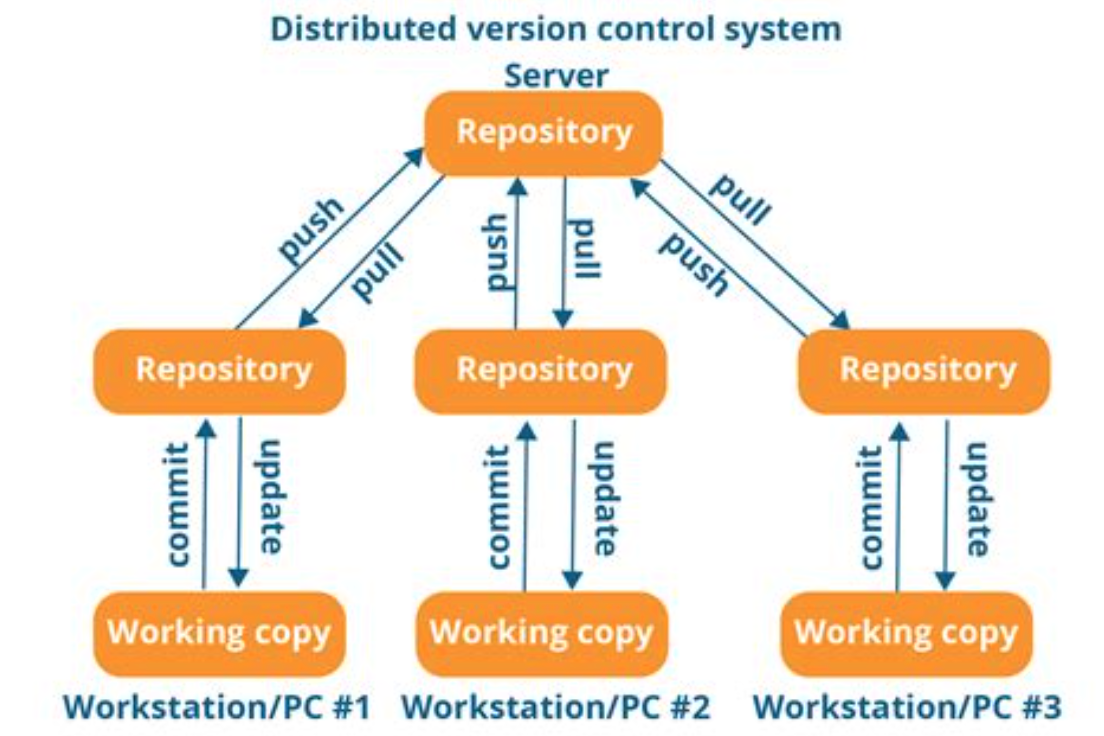 Distributed version control system
Server
Repository
push
pull
push
pull
push
pull
Repository
Repository
Repository
commit
update
commit
update
commit
update
Working copy
Working copy
Working copy
Workstation/PC #1
Workstation/PC #2
Workstation/PC #3